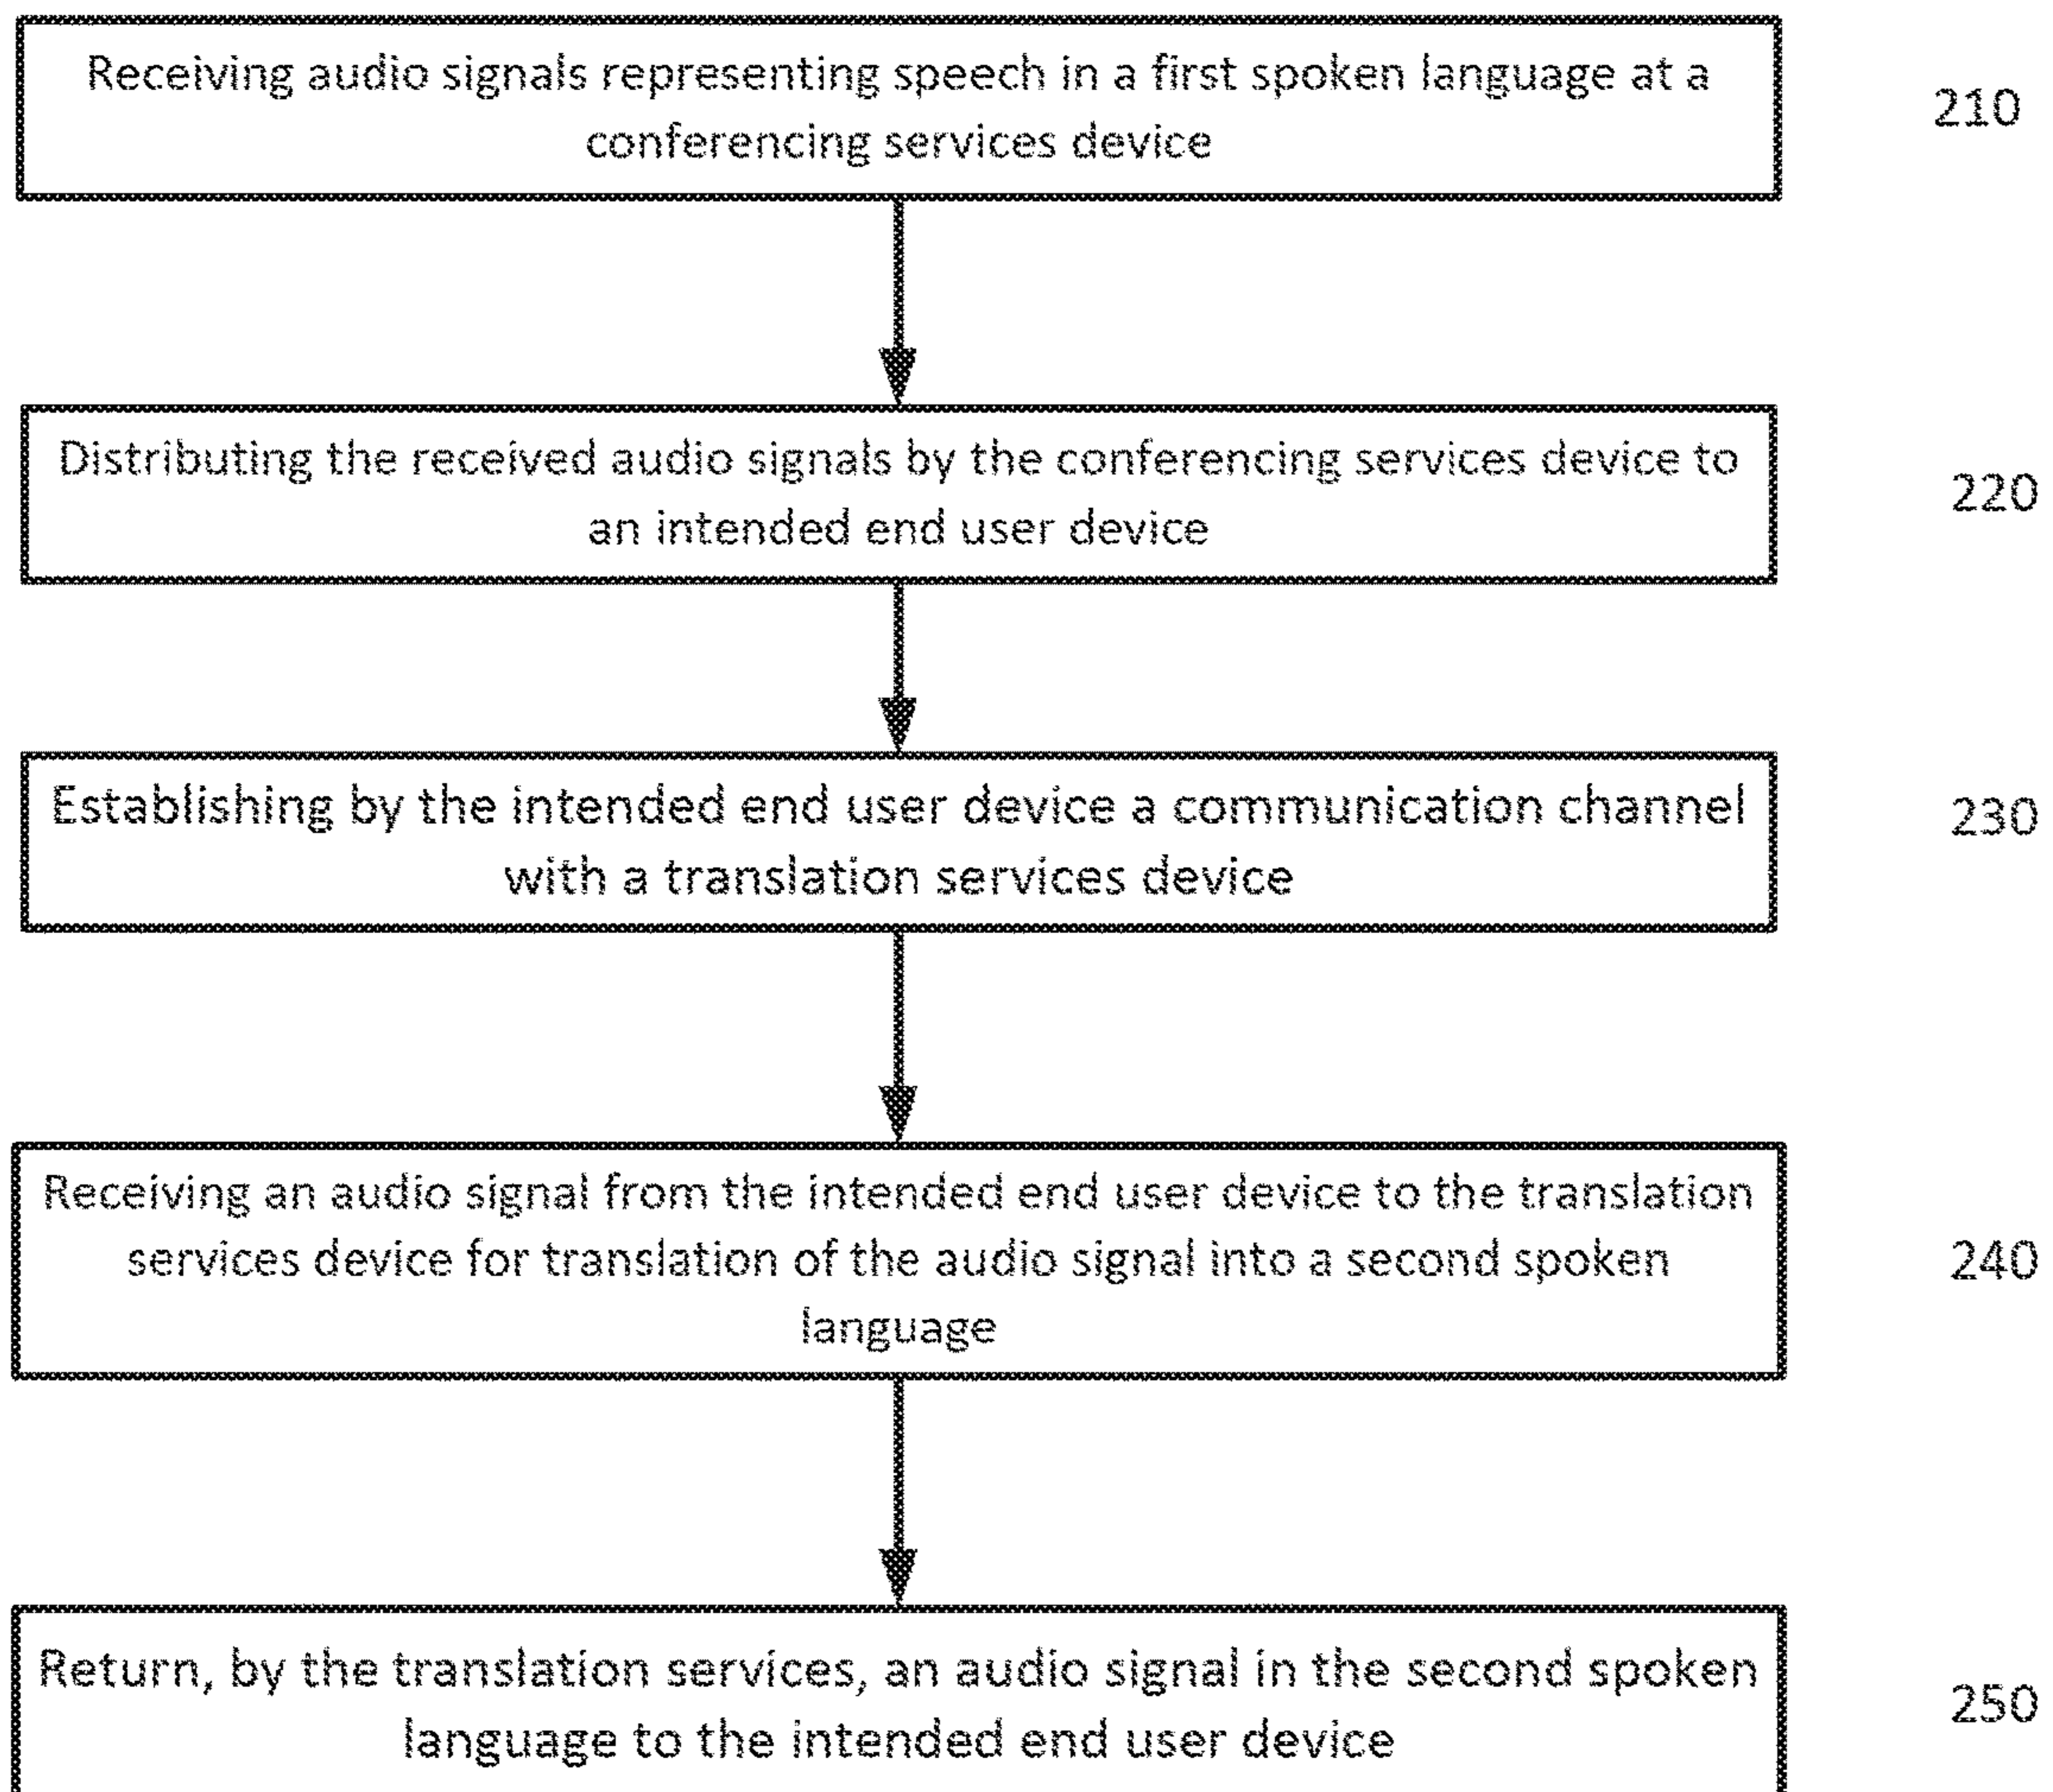 Receiving audio signals representing speech in a first spoken language at a
conferencing services device
210
Distributing the received audio signals by the conferencing services device to
an intended end user device
220
Establishing by the intended end user device a communication channel
with a translation services device
230
Receiving an audio signal from the intended end user device to the translation
services device for translation of the audio signal into a second spoken
language
240
Return, by the translation services, an audio signal in the second spoken
language to the intended end user device
250